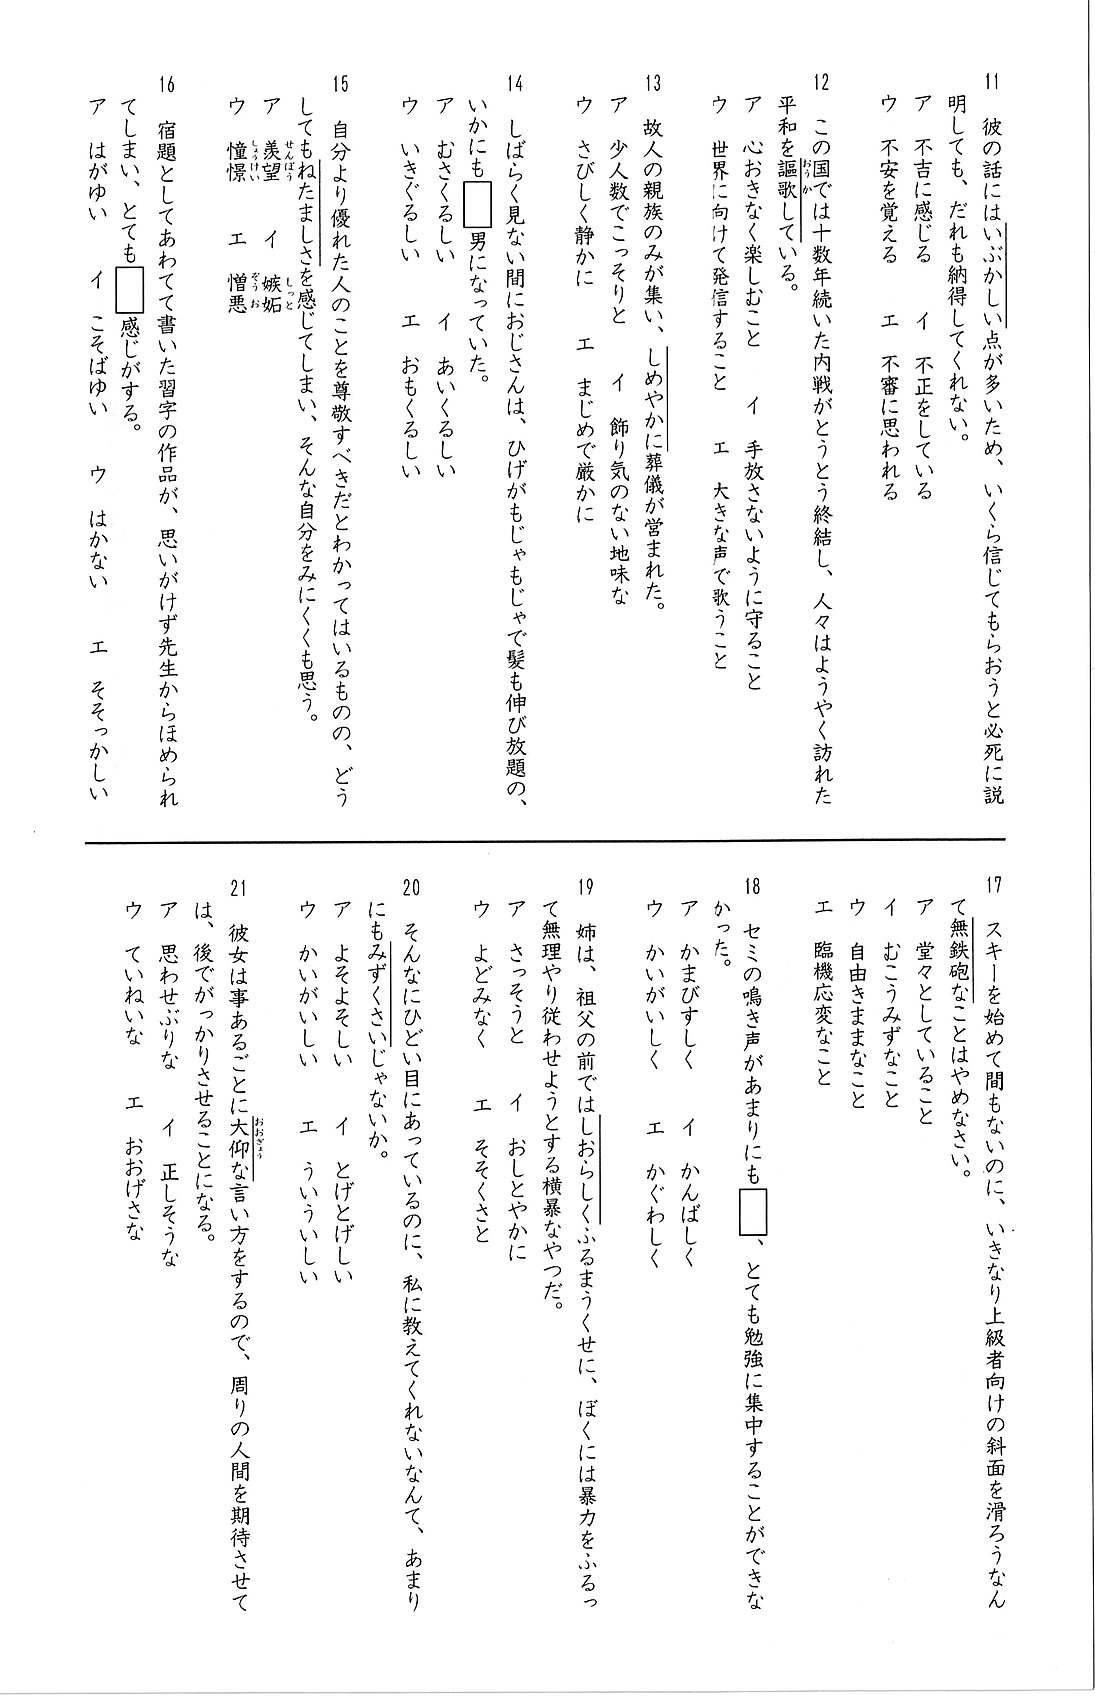 11　彼の話にはいぶかしい点が多いため、いくら信じてもらおうと必死に説
明しても、だれも納得してくれない。
ア　不吉に感じる　　イ　不正をしている
ウ　不安を覚える　　エ　不審に思われる
12　この国では十数年続いた内戦がとうとう終結し、人々はようやく訪れた
平和を謳歌(おうか)している。
ア　心おきなく楽しむこと　　イ　手放さないように守ること
ウ　世界に向けて発信すること　　エ　大きな声で歌うこと
13　故人の親族のみが集い、しめやかに葬儀が営まれた。
ア　少人数でこっそりと　　イ　飾り気のない地味な
ウ　さびしく静かに　　エ　まじめで厳かに
14　しばらく見ない間におじさんは、ひげがもじゃもじゃで髪も伸び放題の、
いかにも□男になっていた。
ア　むさくるしい　　イ　あいくるしい
ウ　いきぐるしい　　エ　おもくるしい
15　自分より優れた人のことを尊敬すべきだとわかってはいるものの、どう
してもねたましさを感じてしまい、そんな自分をみにくくも思う。
ア　羨望(せんぼう)　　イ　嫉妬(しっと)
ウ　憧憬(しょうけい)　　エ　憎悪(ぞうお)
16　宿題としてあわてて書いた習字の作品が、思いがけず先生からほめられ
てしまい、とても□感じがする。
ア　はがゆい　　イ　こそばゆい　　ウ　はかない　　エ　そそっかしい
17　スキーを始めて間もないのに、いきなり上級者向けの斜面を滑ろうなん
て無鉄砲なことはやめなさい。
ア　堂々としていること
イ　むこうみずなこと
ウ　自由きままなこと
エ　臨機応変なこと
18　セミの鳴き声があまりにも□、とても勉強に集中することができな
かった。
ア　かまびすしく　　イ　かんばしく
ウ　かいがいしく　　エ　かぐわしく
19　姉は、祖父の前ではしおらしくふるまうくせに、ぼくには暴力をふるっ
て無理やり従わせようとする横暴なやつだ。
ア　さっそうと　　イ　おしとやかに
ウ　よどみなく　　エ　そそくさと
20　そんなにひどい目にあっているのに、私に教えてくれないなんて、あまり
にもみずくさいじゃないか。
ア　よそよそしい　　イ　とげとげしい
ウ　かいがいしい　　エ　ういういしい
21　彼女は事あるごとに大仰(おおぎょう)な言い方をするので、周りの人間を期待させて
は、後でがっかりさせることになる。
ア　思わせぶりな　　イ　正しそうな
ウ　ていねいな　　エ　おおげさな